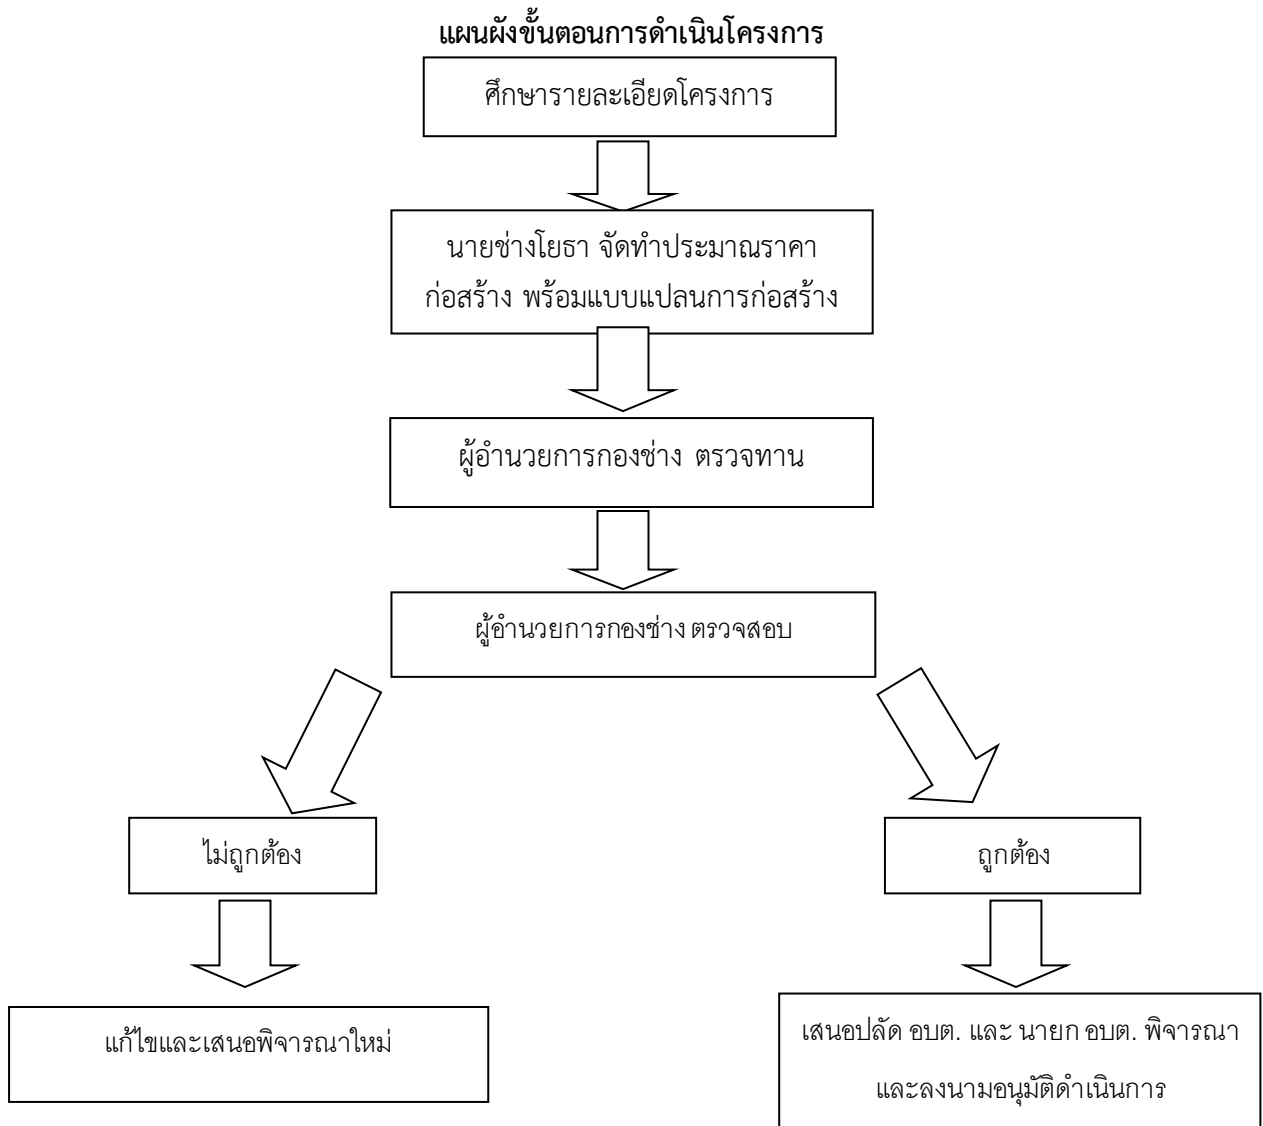 แผนผังขั้นตอนการดำเนินโครงการ
ศึกษารายละเอียดโครงการ
นายช่างโยธา จัดทำประมาณราคา
ก่อสร้าง พร้อมแบบแปลนการก่อสร้าง
ผู้อำนวยการกองช่าง ตรวจทาน
ผู้อำนวยการกองช่าง ตรวจสอบ
ไม่ถูกต้อง
ถูกต้อง
แก้ไขและเสนอพิจารณาใหม่
เสนอปลัด อบต. และ นายก อบต. พิจารณา
และลงนามอนุมัติดำเนินการ